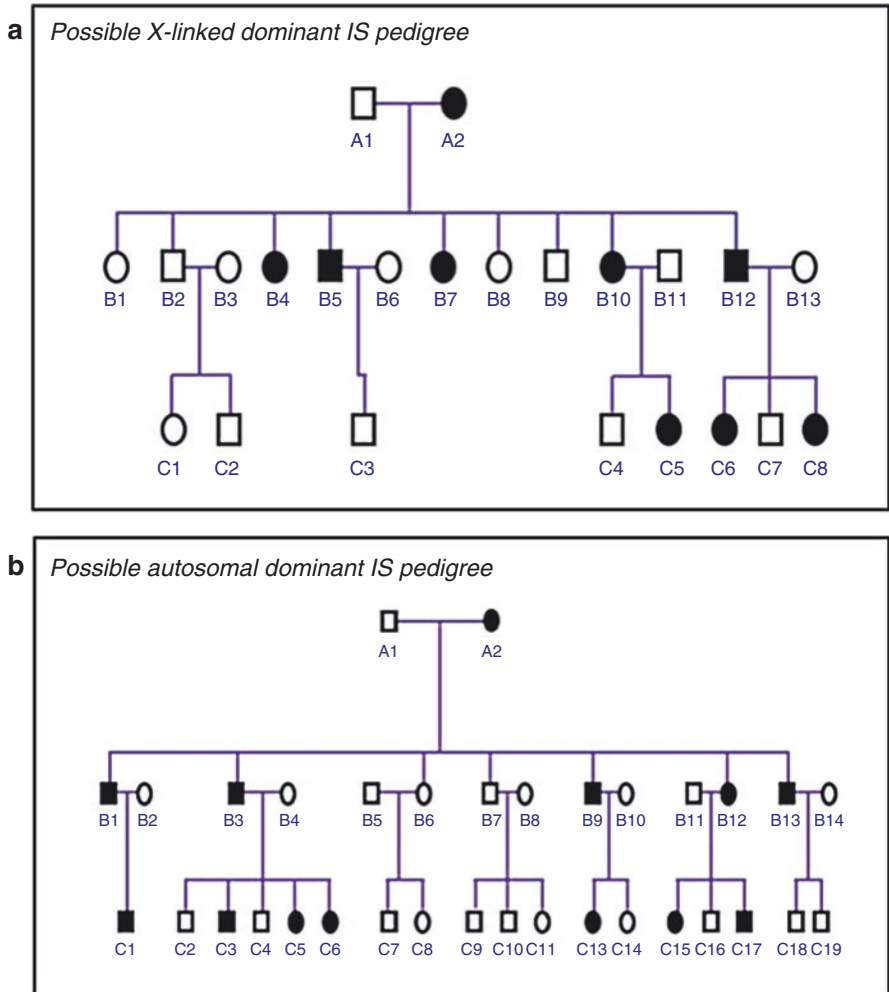 a Possible X-linked dominant IS pedigree
A1 A2
B1 B2 B3 B4 B5 B6 B7 B8 B9 B10 B11 B12 B13
C1 C2 C3 C4 C5 C6 C7 C8
b Possible autosomal dominant IS pedigree
A1 A2
B1 B2 B3 B4 B5 B6 B7 B8 B9 B10 B11 B12 B13 B14
C1 C2 C3 C4 C5 C6 C7 C8 C9 C10 C11 C13 C14 C15 C16 C17 C18 C19